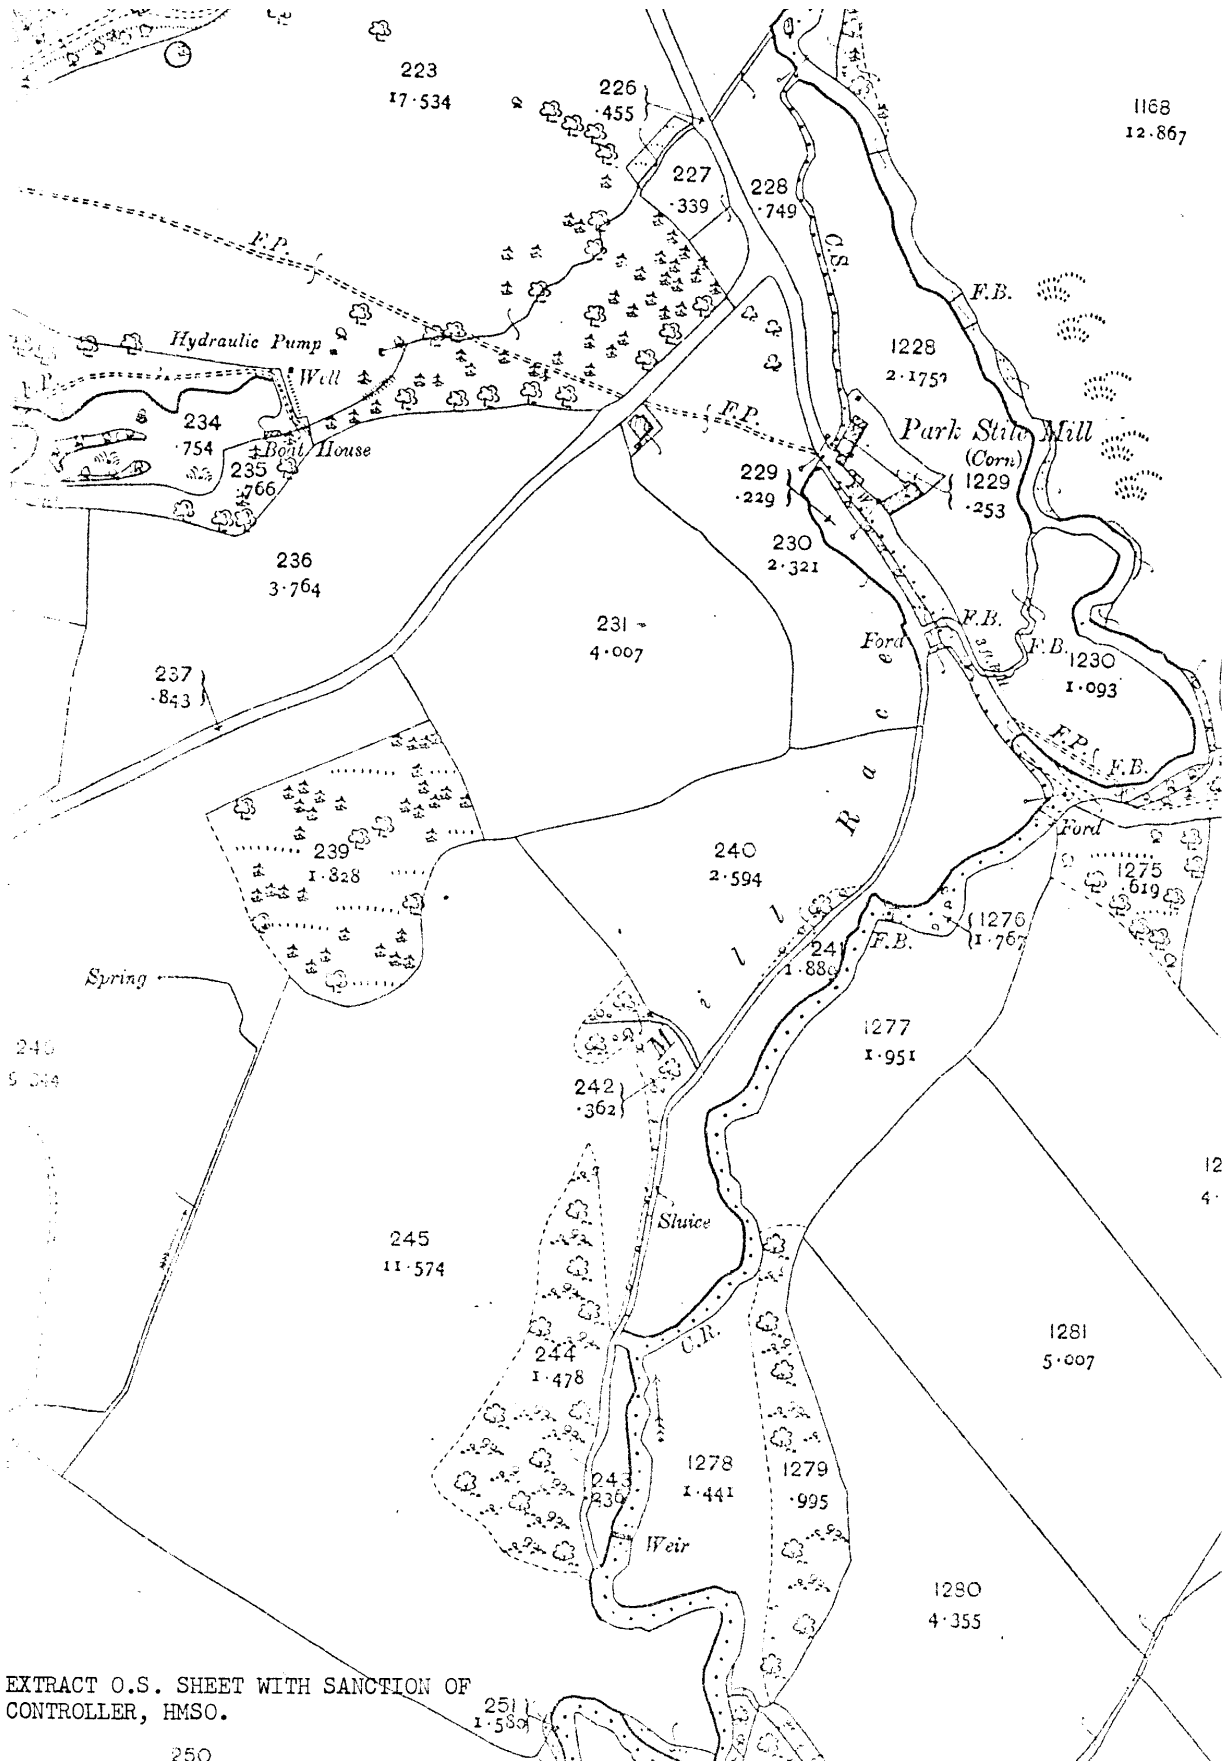 223
17·534
226
·455
1168
12·867
227
·339
228
·749
F.P.
C.S.
F.B.
Hydraulic Pump
1228
F.P.
Well
F.P.
234
·754
Boat House
Park Stile Mill
(Corn)
235
·766
229
·229
1229
·253
236
3·764
230
2·321
231
4·007
Ford
F.B.
F.B.
1230
1·093
237
·843
F.P.
F.B.
Ford
239
1·828
240
2·594
1275
·619
1276
1·767
F.B.
241
Spring
Mill Race
1277
1·951
242
·362
245
11·574
Sluice
C.R.
1281
5·007
244
1·478
243
1278
1·441
1279
·995
Weir
1280
4·355
EXTRACT O.S. SHEET WITH SANCTION OF
CONTROLLER, HMSO.
251
1·580
250